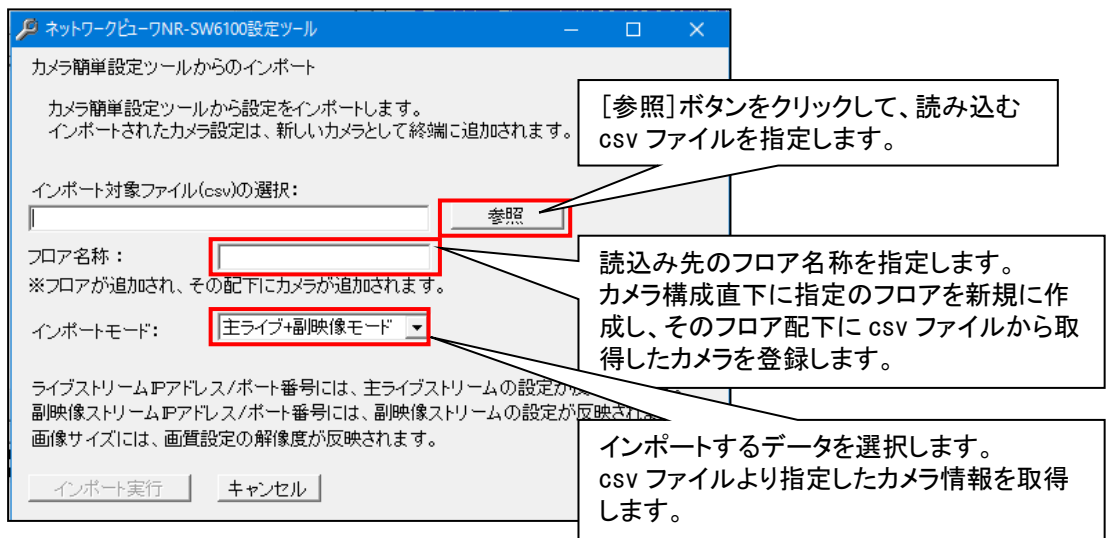 ネットワークビューワNR-SW6100設定ツール
カメラ簡単設定ツールからのインポート
カメラ簡単設定ツールから設定をインポートします。
インポートされたカメラ設定は、新しいカメラとして終端に追加されます。
[参照]ボタンをクリックして、読み込む
csv ファイルを指定します。
インポート対象ファイル(csv)の選択:
参照
フロア名称:
※フロアが追加され、その配下にカメラが追加されます。
読込み先のフロア名称を指定します。
カメラ構成直下に指定のフロアを新規に作
成し、そのフロア配下に csv ファイルから取
得したカメラを登録します。
インポートモード:
主ライブ+副映像モード
ライブストリームIPアドレス/ポート番号には、主ライブストリームの設定が
副映像ストリームIPアドレス/ポート番号には、副映像ストリームの設定が反映され
画像サイズには、画質設定の解像度が反映されます。
インポートするデータを選択します。
csv ファイルより指定したカメラ情報を取得
します。
インポート実行
キャンセル